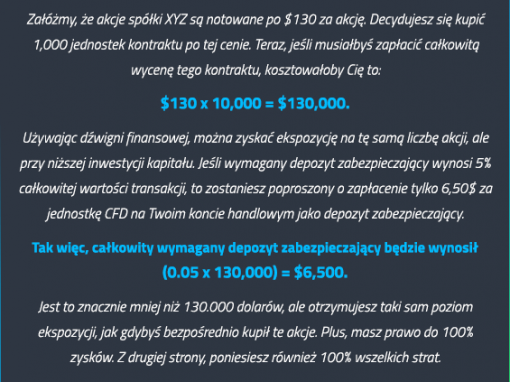 Załóżmy, że akcje spółki XYZ są notowane po $130 za akcję. Decydujesz się kupić
1,000 jednostek kontraktu po tej cenie. Teraz, jeśli musiałbyś zapłacić całkowitą
wycenę tego kontraktu, kosztowałoby Cię to:
$130 x 10,000 = $130,000.
Używając dźwigni finansowej, można zyskać ekspozycję na tę samą liczbę akcji, ale
przy niższej inwestycji kapitału. Jeśli wymagany depozyt zabezpieczający wynosi 5%
całkowitej wartości transakcji, to zostaniesz poproszony o zapłacenie tylko 6,50$ za
jednostkę CFD na Twoim koncie handlowym jako depozyt zabezpieczający.
Tak więc, całkowity wymagany depozyt zabezpieczający będzie wynosił
(0.05 x 130,000) = $6,500.
Jest to znacznie mniej niż 130.000 dolarów, ale otrzymujesz taki sam poziom
ekspozycji, jak gdybyś bezpośrednio kupił te akcje. Plus, masz prawo do 100%
zysków. Z drugiej strony, poniesiesz również 100% wszelkich strat.